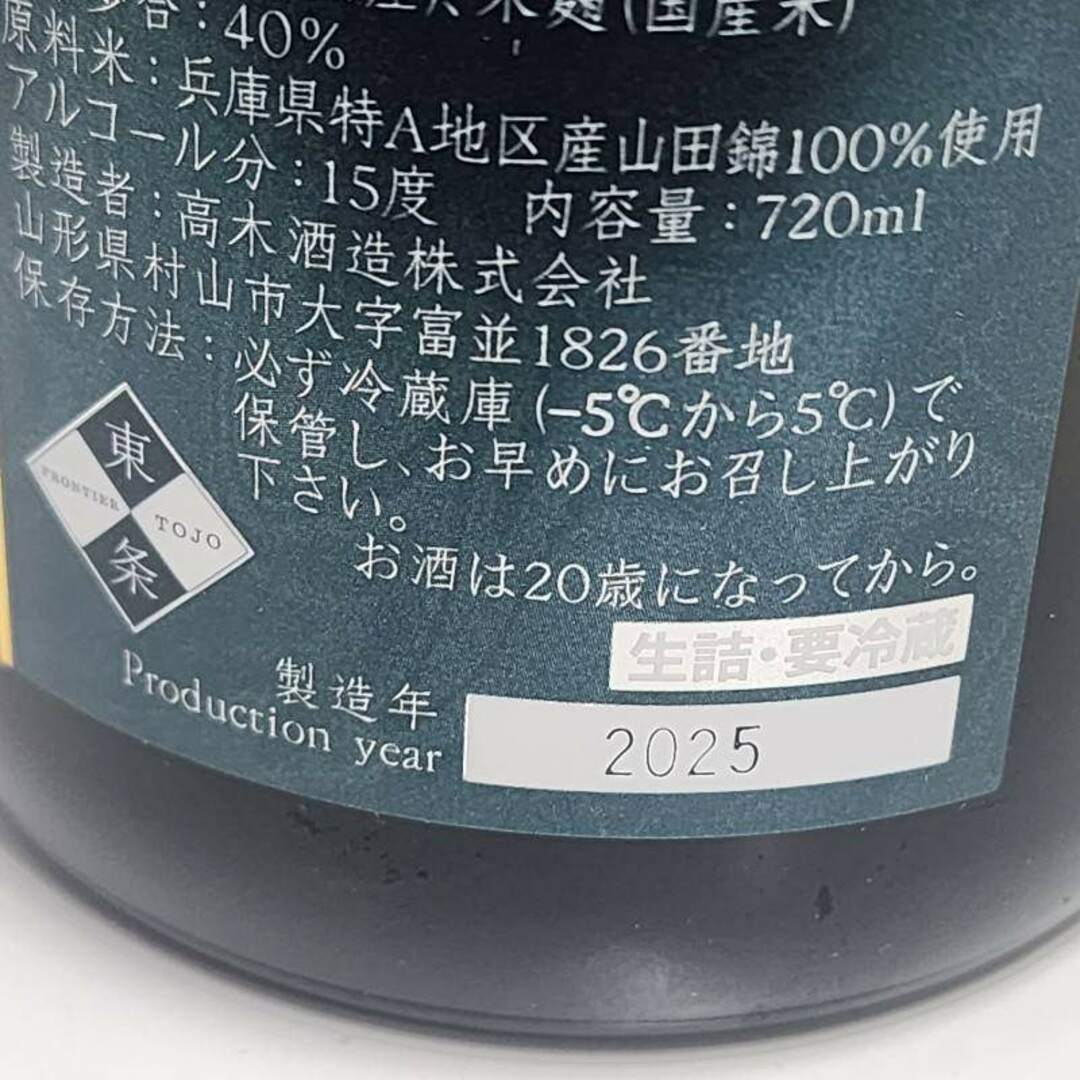 米麹(国産米)
合:40%
原料米:兵庫県特A地区産山田錦100%使用
アルコール分:15度 内容量:720ml
製造者:高木酒造株式会社
山形県村山市大字富並1826番地
保存方法:必ず冷蔵庫(-5℃から5℃)で
保管し、お早めにお召し上がり
下さい。
お酒は20歳になってから。
東
FRONTIER
TOJO
条
生詰・要冷蔵
製造年
Production year
2025